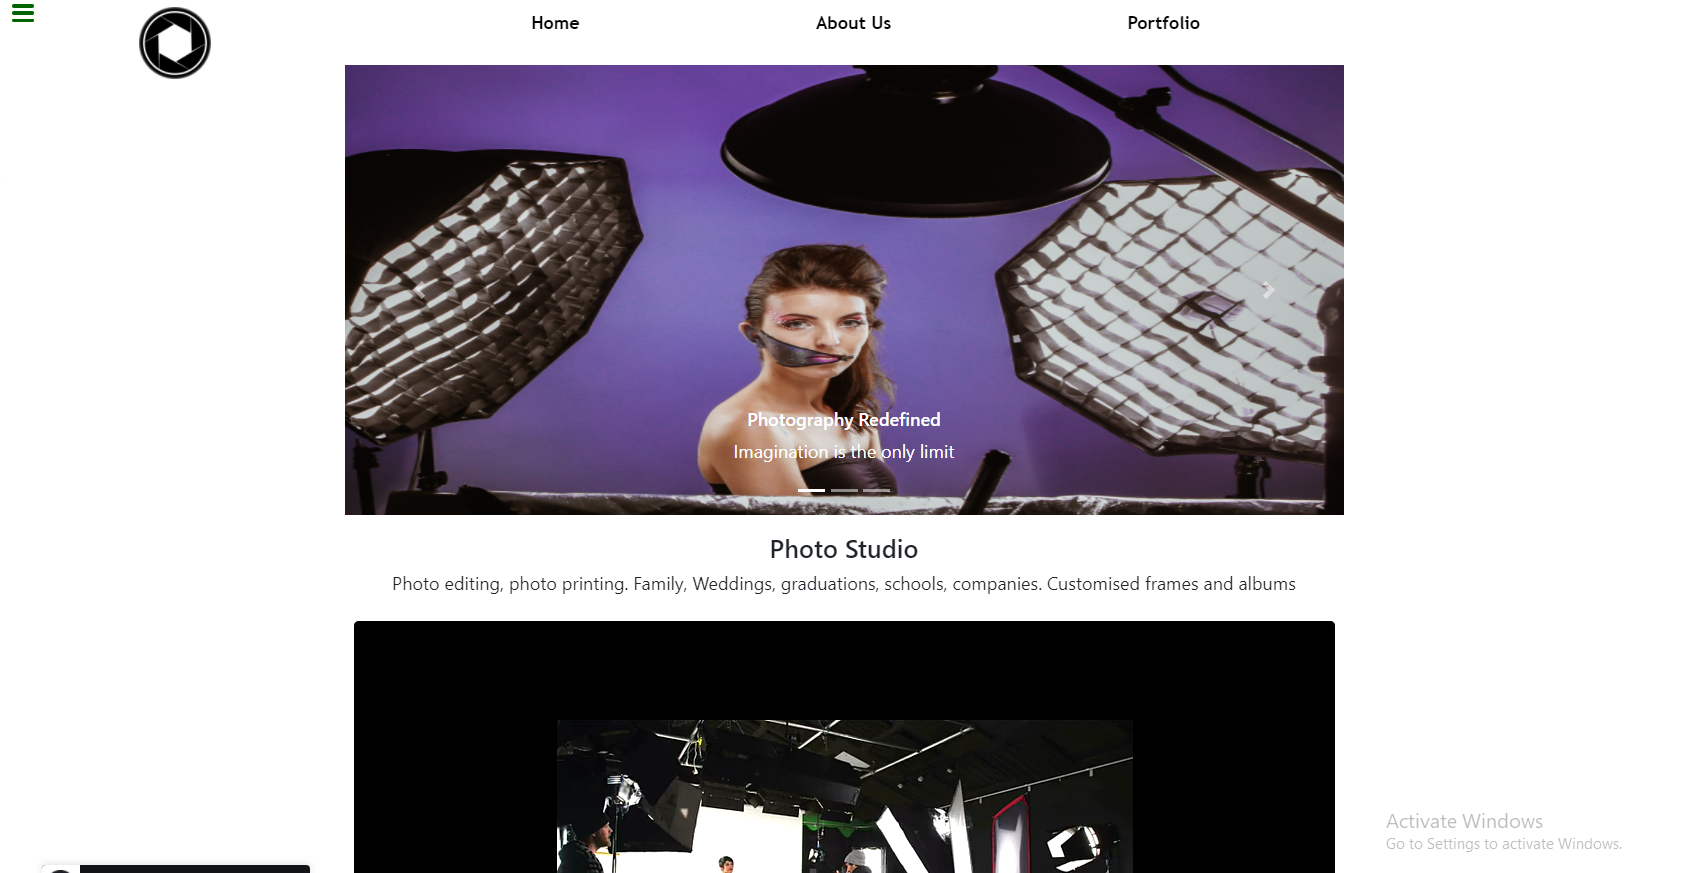 Home
About Us
Portfolio
Photography Redefined
Imagination is the only limit
Photo Studio
Photo editing, photo printing. Family, Weddings, graduations, schools, companies. Customised frames and albums
Activate Windows
Go to Settings to activate Windows.